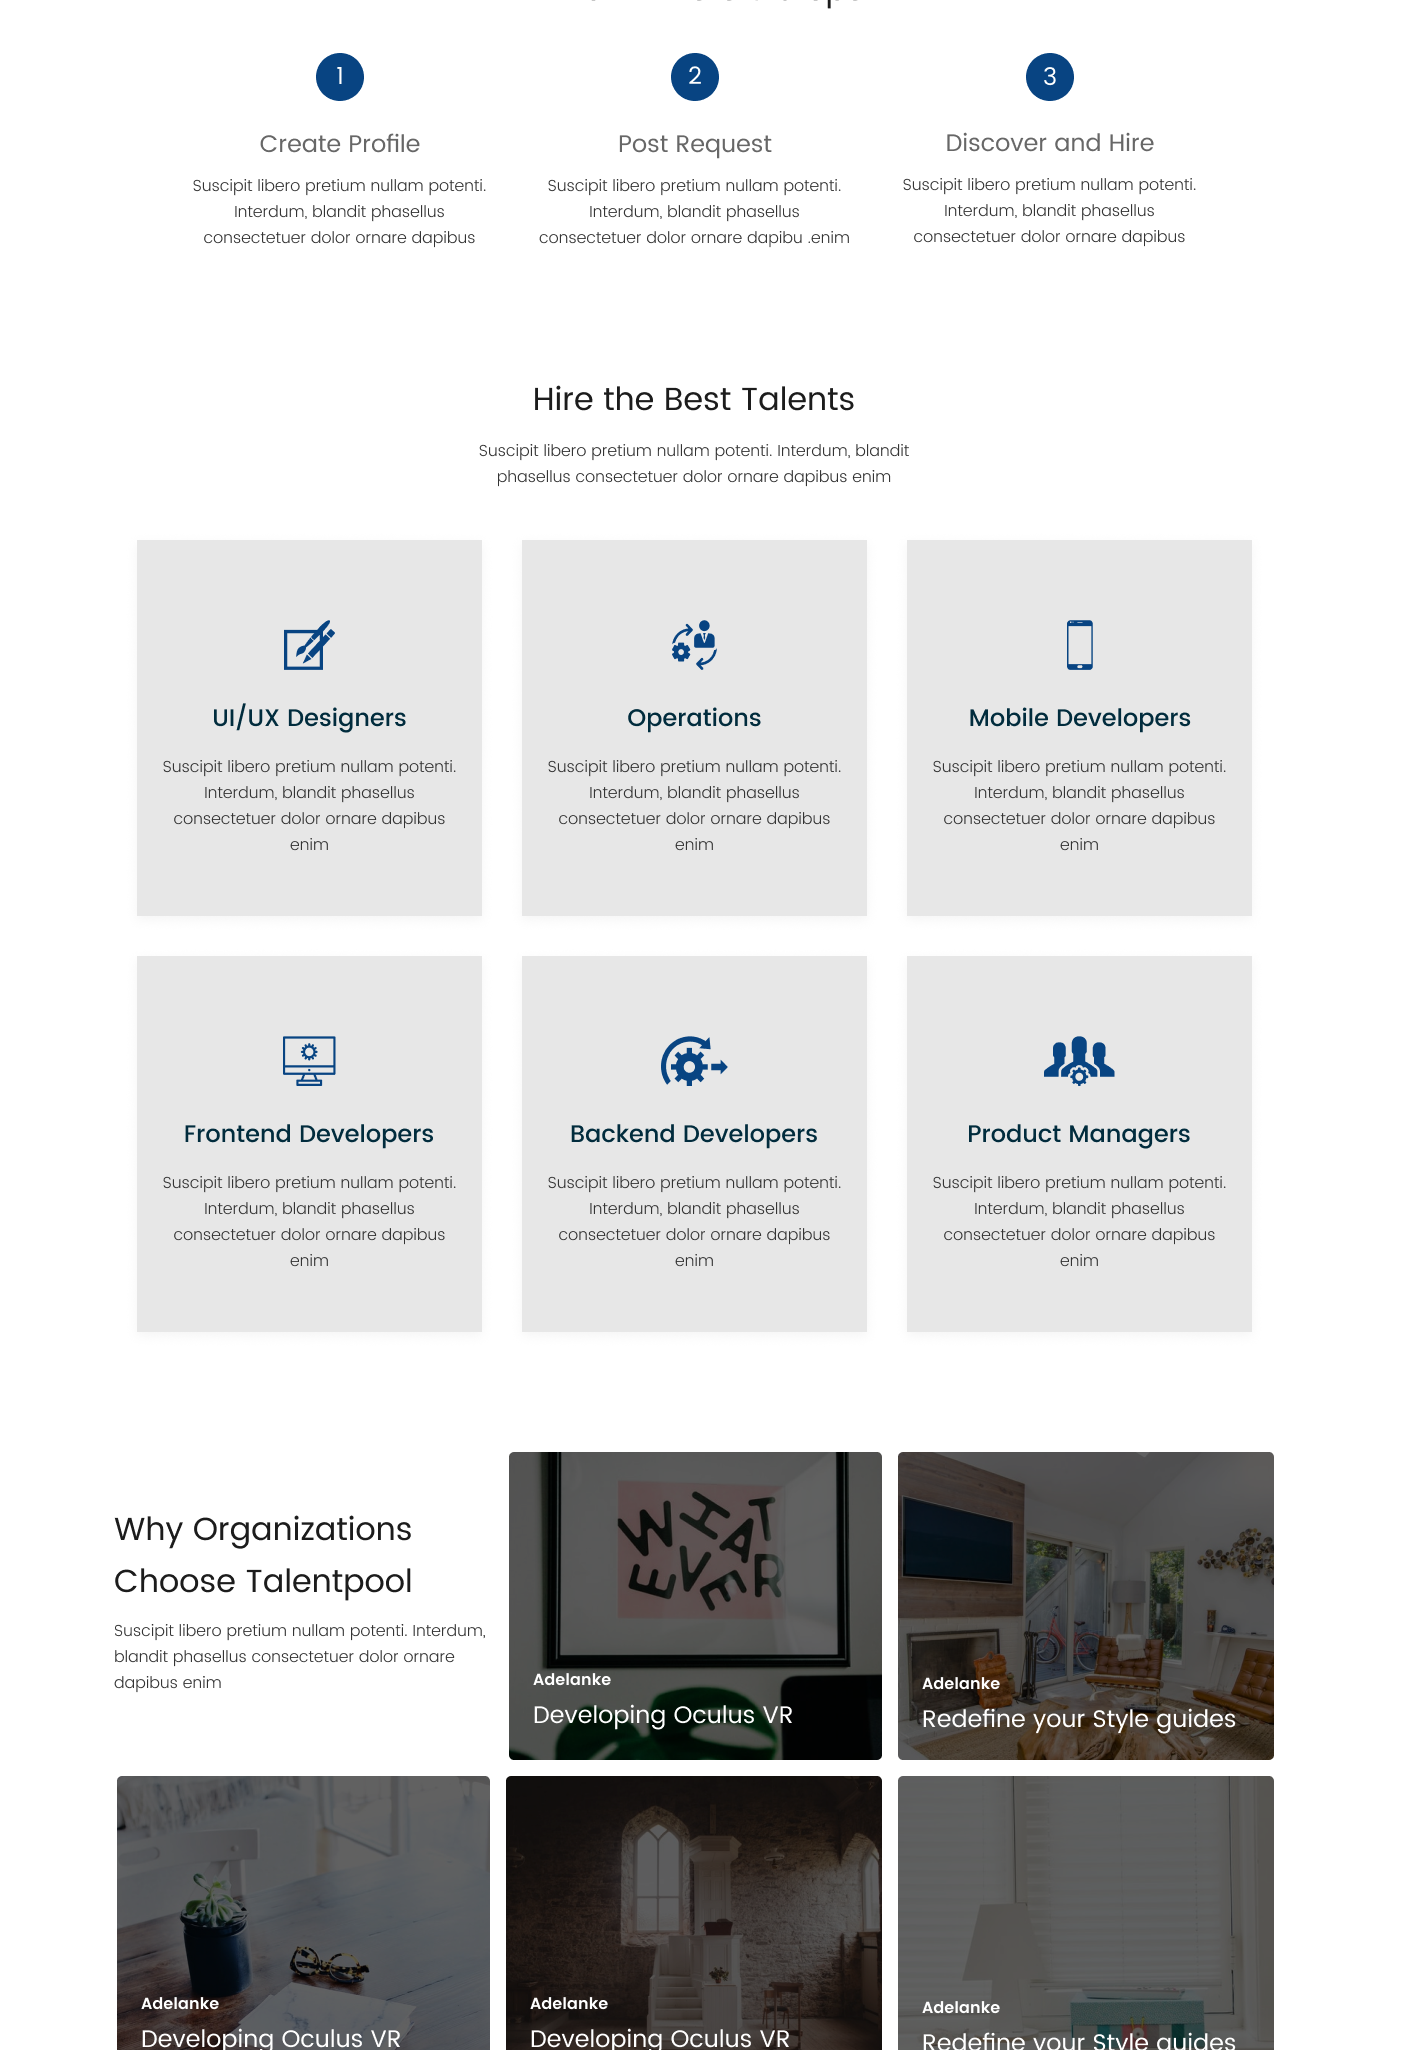 1
2
3
Create Profile
Post Request
Discover and Hire
Suscipit libero pretium nullam potenti.
Interdum, blandit phasellus
consectetuer dolor ornare dapibus
Suscipit libero pretium nullam potenti.
Interdum, blandit phasellus
consectetuer dolor ornare dapibu .enim
Suscipit libero pretium nullam potenti.
Interdum, blandit phasellus
consectetuer dolor ornare dapibus
Hire the Best Talents
Suscipit libero pretium nullam potenti. Interdum, blandit
phasellus consectetuer dolor ornare dapibus enim
UI/UX Designers
Suscipit libero pretium nullam potenti.
Interdum, blandit phasellus
consectetuer dolor ornare dapibus
enim
Operations
Suscipit libero pretium nullam potenti.
Interdum, blandit phasellus
consectetuer dolor ornare dapibus
enim
Mobile Developers
Suscipit libero pretium nullam potenti.
Interdum, blandit phasellus
consectetuer dolor ornare dapibus
enim
Frontend Developers
Suscipit libero pretium nullam potenti.
Interdum, blandit phasellus
consectetuer dolor ornare dapibus
enim
Backend Developers
Suscipit libero pretium nullam potenti.
Interdum, blandit phasellus
consectetuer dolor ornare dapibus
enim
Product Managers
Suscipit libero pretium nullam potenti.
Interdum, blandit phasellus
consectetuer dolor ornare dapibus
enim
Why Organizations
Choose Talentpool
Suscipit libero pretium nullam potenti. Interdum,
blandit phasellus consectetuer dolor ornare
dapibus enim
WHAT
EVER
Adelanke
Developing Oculus VR
Adelanke
Redefine your Style guides
Adelanke
Developing Oculus VR
Adelanke
Developing Oculus VR
Adelanke
Redefine your Style guides